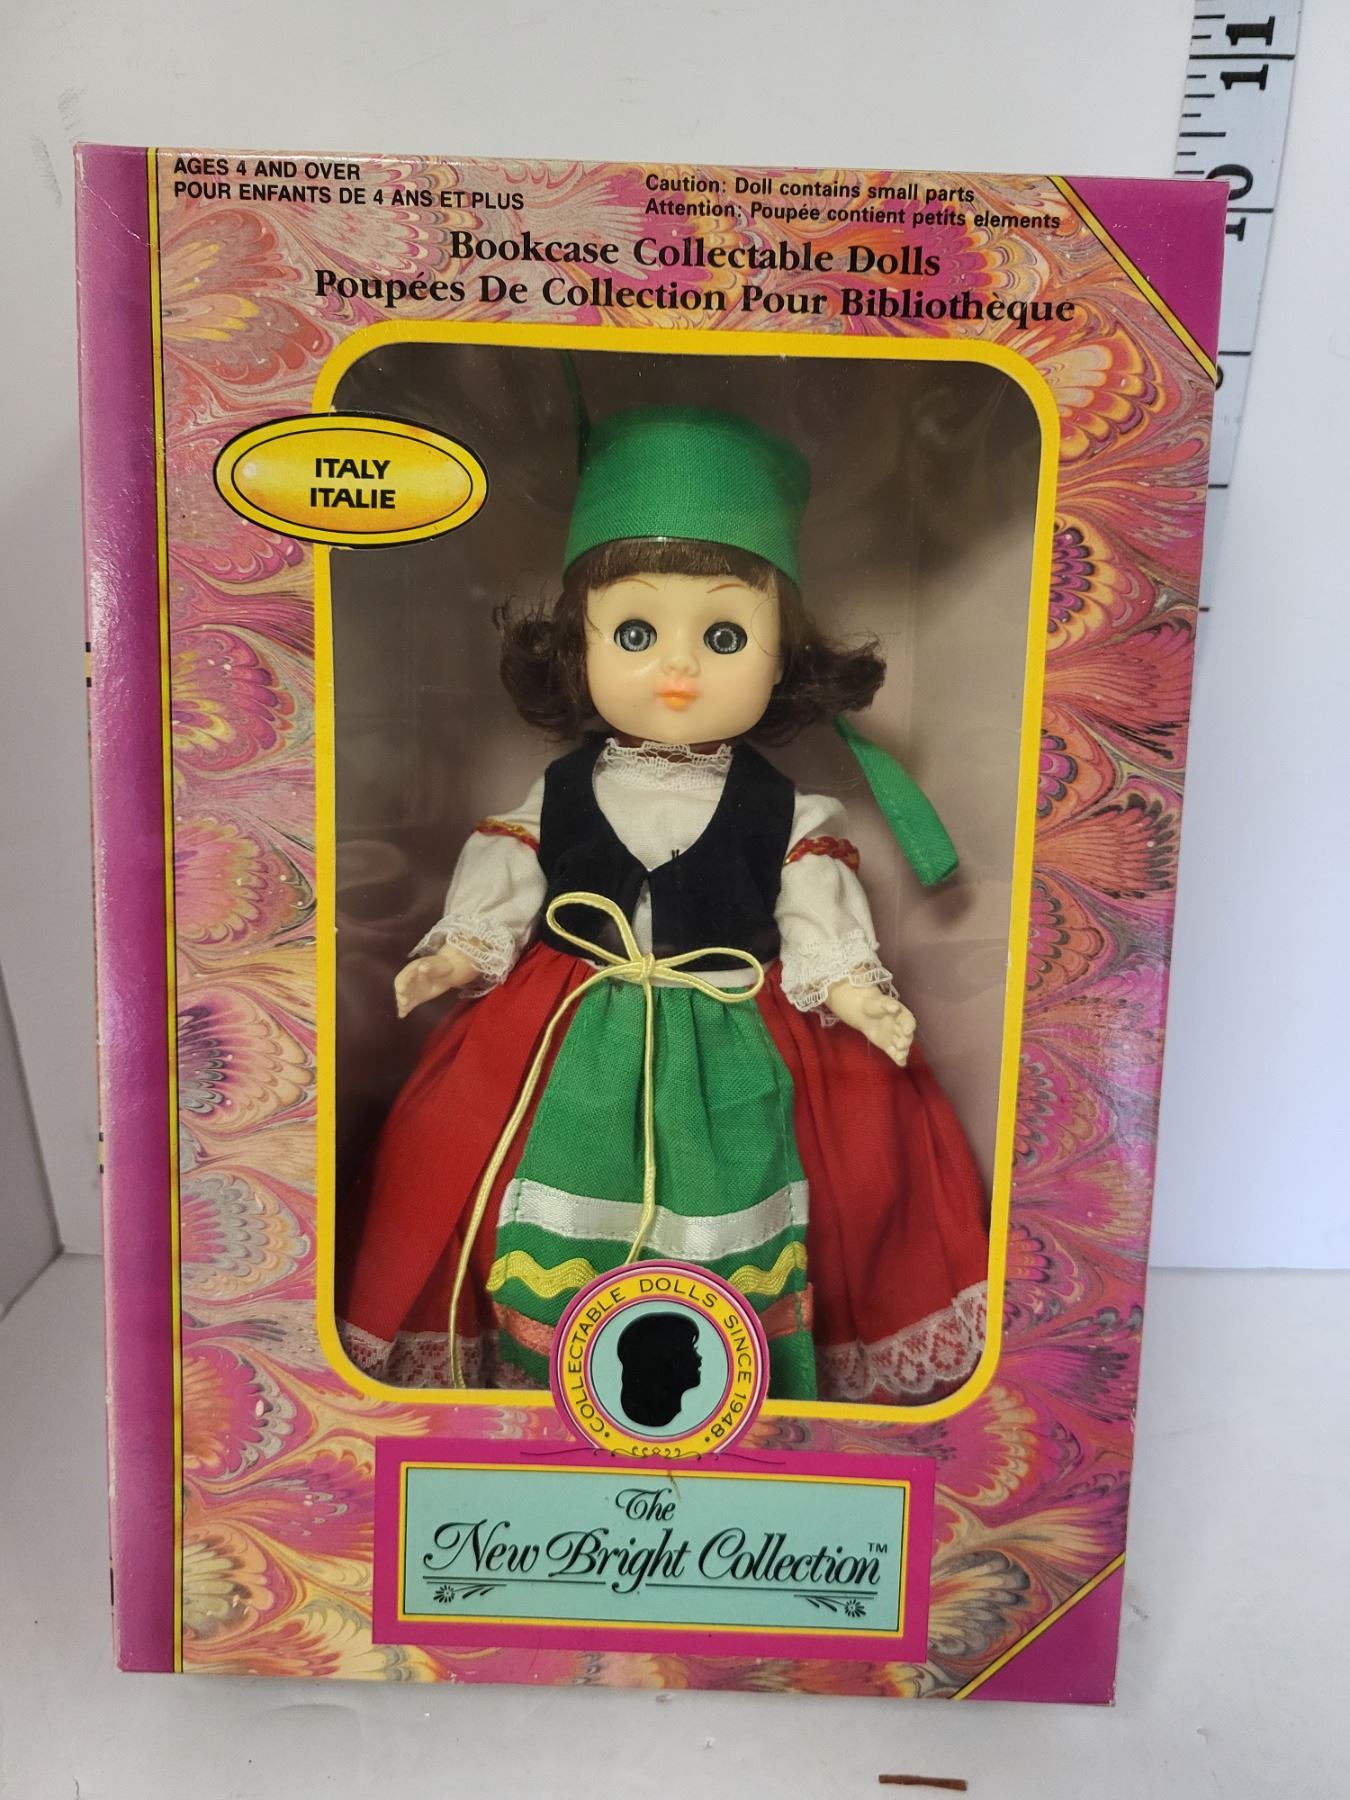 AGES 4 AND OVER
POUR ENFANTS DE 4 ANS ET PLUS
Caution: Doll contains small parts
Attention: Poupée contient petits elements
Bookcase Collectable Dolls
Poupées De Collection Pour Bibliothèque
ITALY
ITALIE
•COLLECTABLE DOLLS SINCE 1948•
The
New Bright Collection™
11
10